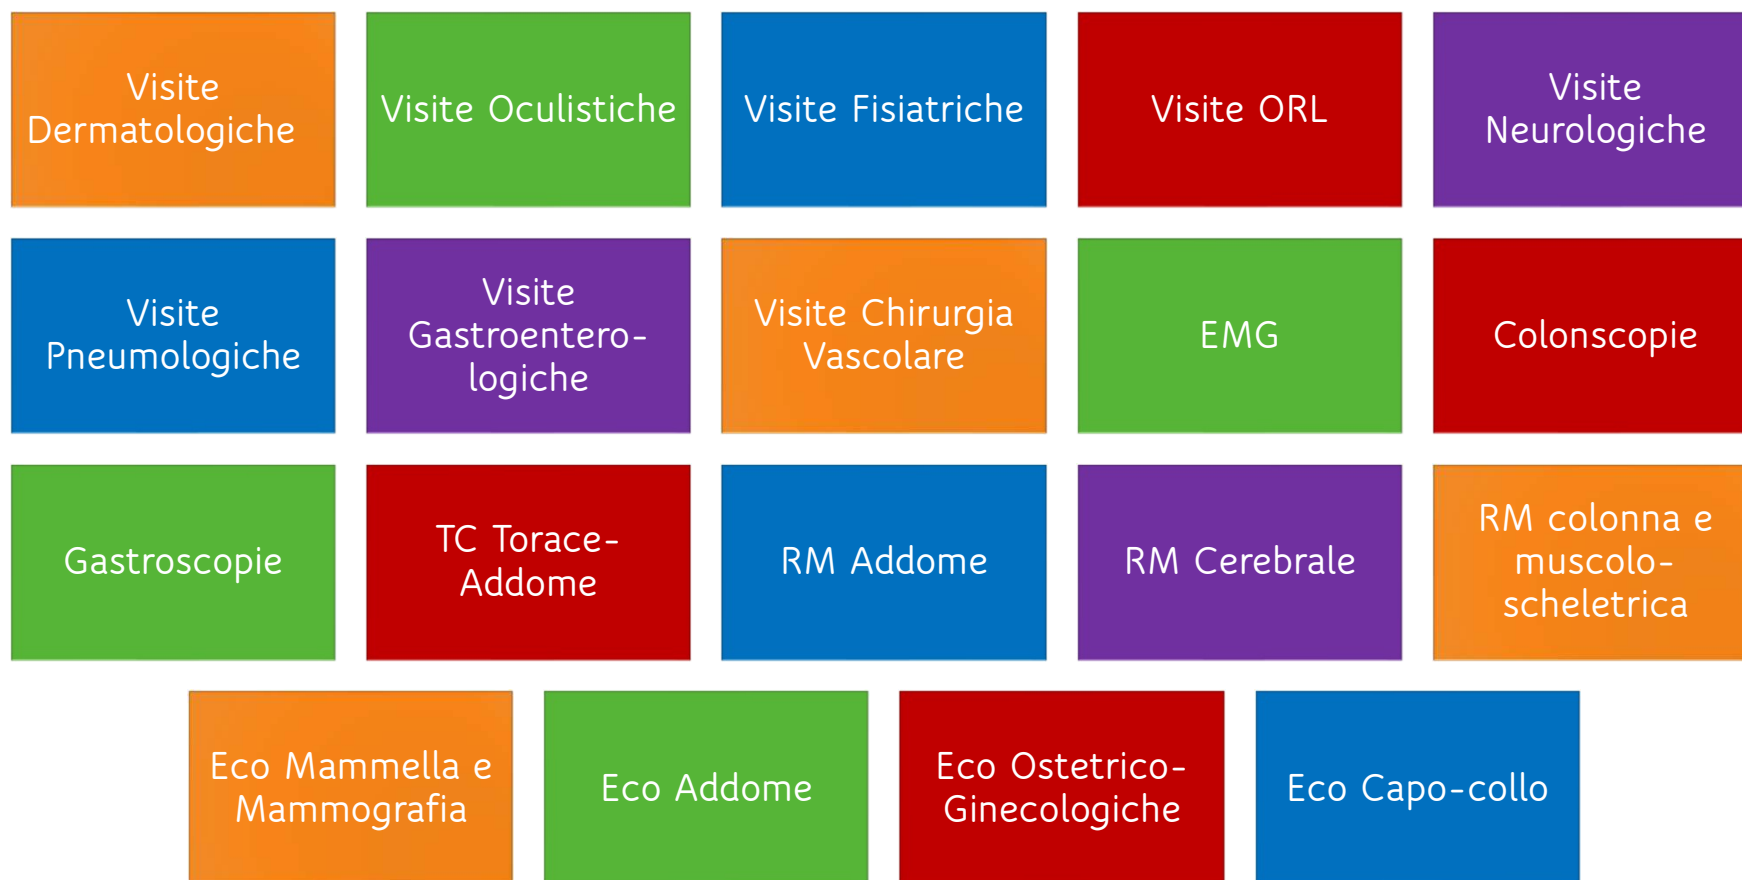 Visite
Dermatologiche
Visite Oculistiche
Visite Fisiatriche
Visite ORL
Visite
Neurologiche
Visite
Pneumologiche
Visite
Gastroentero-
logiche
Visite Chirurgia
Vascolare
EMG
Colonscopie
Gastroscopie
TC Torace-
Addome
RM Addome
RM Cerebrale
RM colonna e
muscolo-
scheletrica
Eco Mammella e
Mammografia
Eco Addome
Eco Ostetrico-
Ginecologiche
Eco Capo-collo